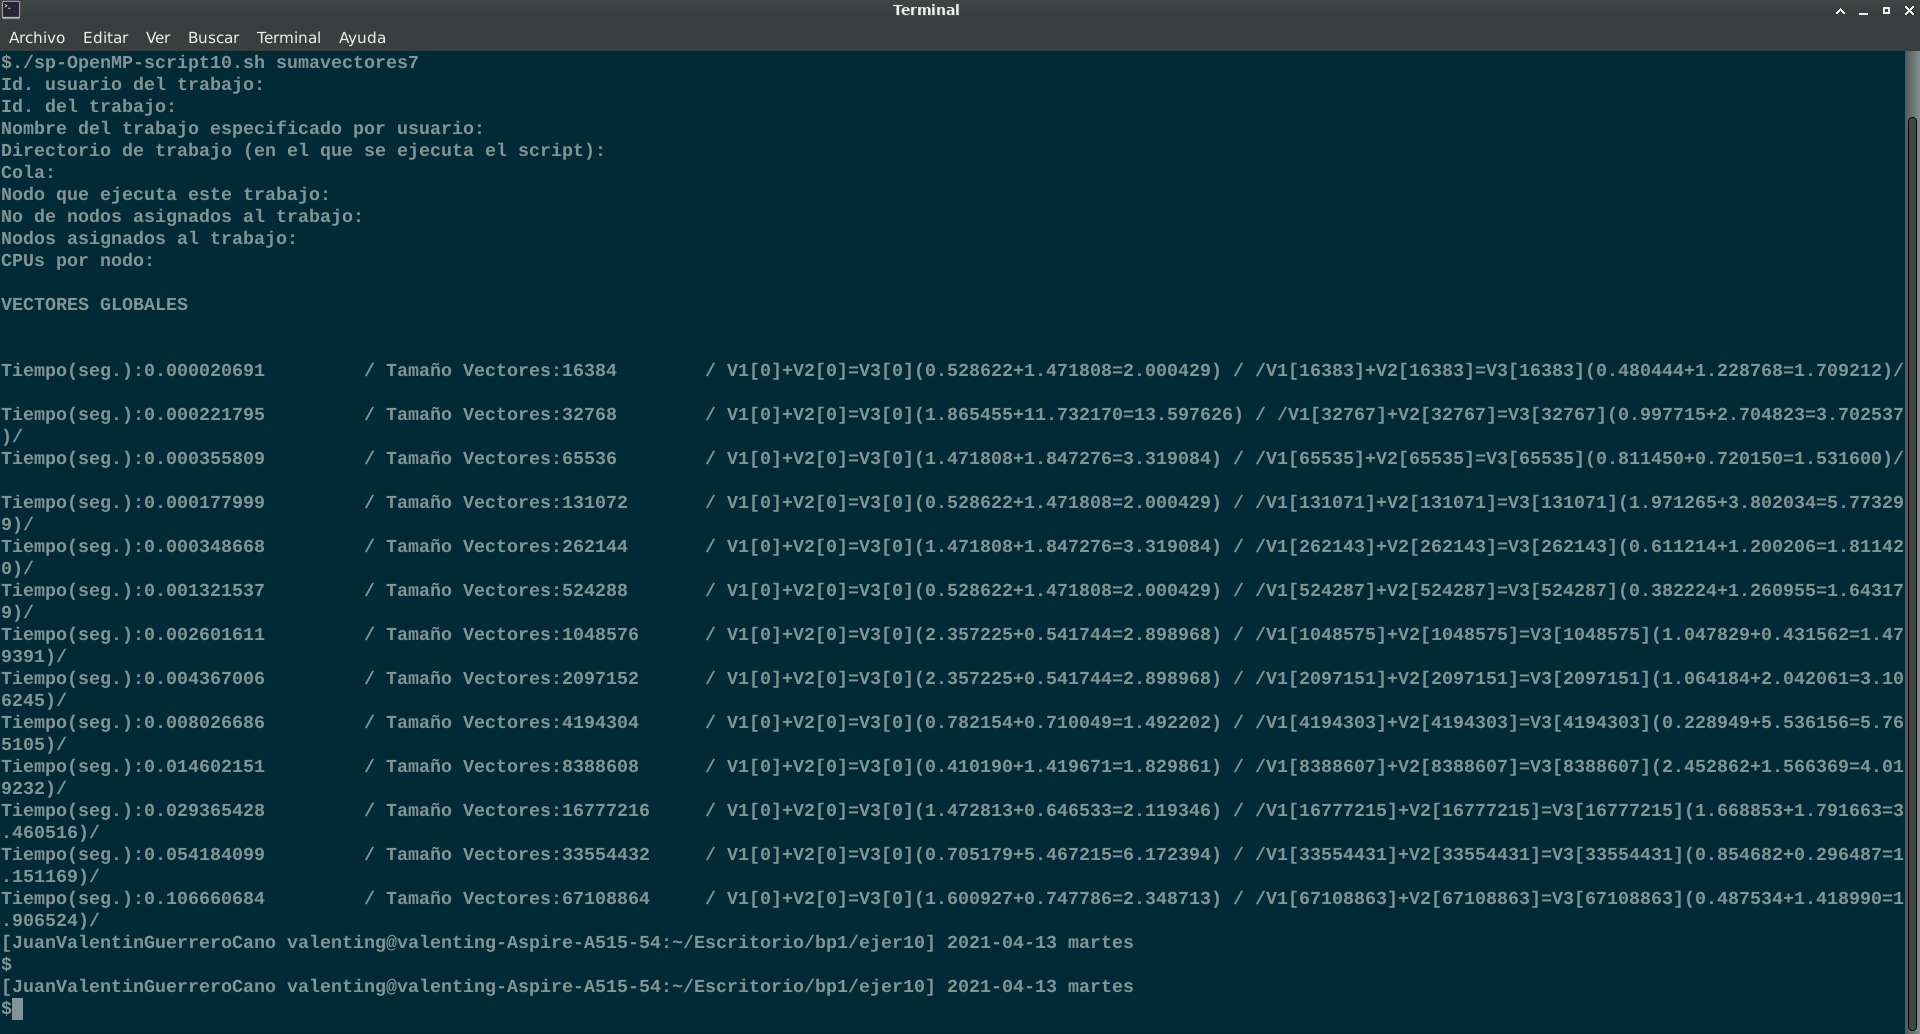 Terminal
Archivo Editar Ver Buscar Terminal Ayuda
$./sp-OpenMP-script10.sh sumavectores7
Id. usuario del trabajo:
Id. del trabajo:
Nombre del trabajo especificado por usuario:
Directorio de trabajo (en el que se ejecuta el script):
Cola:
Nodo que ejecuta este trabajo:
No de nodos asignados al trabajo:
Nodos asignados al trabajo:
CPUs por nodo:
VECTORES GLOBALES
Tiempo(seg.):0.000020691 / Tamaño Vectores:16384 / V1[0]+V2[0]=V3[0](0.528622+1.471808=2.000429) / /V1[16383]+V2[16383]=V3[16383](0.480444+1.228768=1.709212)/
Tiempo(seg.):0.000221795 / Tamaño Vectores:32768 / V1[0]+V2[0]=V3[0](1.865455+11.732170=13.597626) / /V1[32767]+V2[32767]=V3[32767](0.997715+2.704823=3.702537
)/
Tiempo(seg.):0.000355809 / Tamaño Vectores:65536 / V1[0]+V2[0]=V3[0](1.471808+1.847276=3.319084) / /V1[65535]+V2[65535]=V3[65535](0.811450+0.720150=1.531600)/
Tiempo(seg.):0.000177999 / Tamaño Vectores:131072 / V1[0]+V2[0]=V3[0](0.528622+1.471808=2.000429) / /V1[131071]+V2[131071]=V3[131071](1.971265+3.802034=5.77329
9)/
Tiempo(seg.):0.000348668 / Tamaño Vectores:262144 / V1[0]+V2[0]=V3[0](1.471808+1.847276=3.319084) / /V1[262143]+V2[262143]=V3[262143](0.611214+1.200206=1.81142
0)/
Tiempo(seg.):0.001321537 / Tamaño Vectores:524288 / V1[0]+V2[0]=V3[0](0.528622+1.471808=2.000429) / /V1[524287]+V2[524287]=V3[524287](0.382224+1.260955=1.64317
9)/
Tiempo(seg.):0.002601611 / Tamaño Vectores:1048576 / V1[0]+V2[0]=V3[0](2.357225+0.541744=2.898968) / /V1[1048575]+V2[1048575]=V3[1048575](1.047829+0.431562=1.47
9391)/
Tiempo(seg.):0.004367006 / Tamaño Vectores:2097152 / V1[0]+V2[0]=V3[0](2.357225+0.541744=2.898968) / /V1[2097151]+V2[2097151]=V3[2097151](1.064184+2.042061=3.10
6245)/
Tiempo(seg.):0.008026686 / Tamaño Vectores:4194304 / V1[0]+V2[0]=V3[0](0.782154+0.710049=1.492202) / /V1[4194303]+V2[4194303]=V3[4194303](0.228949+5.536156=5.76
5105)/
Tiempo(seg.):0.014602151 / Tamaño Vectores:8388608 / V1[0]+V2[0]=V3[0](0.410190+1.419671=1.829861) / /V1[8388607]+V2[8388607]=V3[8388607](2.452862+1.566369=4.01
9232)/
Tiempo(seg.):0.029365428 / Tamaño Vectores:16777216 / V1[0]+V2[0]=V3[0](1.472813+0.646533=2.119346) / /V1[16777215]+V2[16777215]=V3[16777215](1.668853+1.791663=3
.460516)/
Tiempo(seg.):0.054184099 / Tamaño Vectores:33554432 / V1[0]+V2[0]=V3[0](0.705179+5.467215=6.172394) / /V1[33554431]+V2[33554431]=V3[33554431](0.854682+0.296487=1
.151169)/
Tiempo(seg.):0.106660684 / Tamaño Vectores:67108864 / V1[0]+V2[0]=V3[0](1.600927+0.747786=2.348713) / /V1[67108863]+V2[67108863]=V3[67108863](0.487534+1.418990=1
.906524)/
[JuanValentinGuerreroCano valenting@valenting-Aspire-A515-54:~/Escritorio/bp1/ejer10] 2021-04-13 martes
$
[JuanValentinGuerreroCano valenting@valenting-Aspire-A515-54:~/Escritorio/bp1/ejer10] 2021-04-13 martes
$